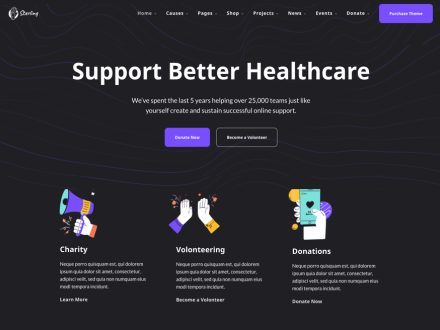 Sterling
Home Causes Pages Shop Projects News Events Donate Purchase Theme
Support Better Healthcare
We've spent the last 5 years helping over 25,000 teams just like
yourself create and sustain successful online support.
Donate Now Become a Volunteer
Charity
Neque porro quisquam est, qui dolorem
ipsum quia dolor sit amet, consectetur,
adipisci velit, sed quia non numquam eius
modi tempora incidunt.
Learn More
Volunteering
Neque porro quisquam est, qui dolorem
ipsum quia dolor sit amet, consectetur,
adipisci velit, sed quia non numquam eius
modi tempora incidunt.
Become a Volunteer
Donations
Neque porro quisquam est, qui dolorem
ipsum quia dolor sit amet, consectetur,
adipisci velit, sed quia non numquam eius
modi tempora incidunt.
Donate Now